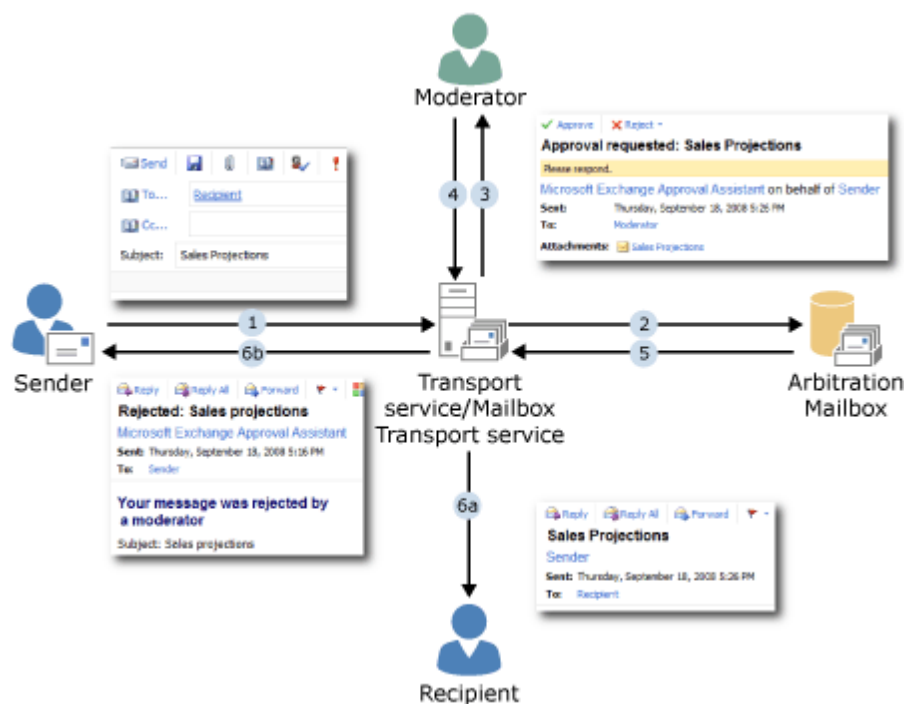 Moderator
Send
To...
Recipient
Cc...
Subject: Sales Projections
4
3
Approve Reject
Approval requested: Sales Projections
Please respond.
Microsoft Exchange Approval Assistant on behalf of Sender
Sent: Thursday, September 18, 2008 5:26 PM
To: Moderator
Attachments: Sales Projections
1
2
6b
5
Sender
Transport
service/Mailbox
Transport service
Arbitration
Mailbox
Reply Reply All Forward
Rejected: Sales projections
Microsoft Exchange Approval Assistant
Sent: Thursday, September 18, 2008 5:16 PM
To: Sender
Your message was rejected by
a moderator
Subject: Sales projections
6a
Reply Reply All Forward
Sales Projections
Sender
Sent: Thursday, September 18, 2008 5:26 PM
To: Recipient
Recipient